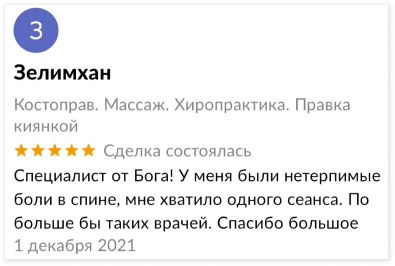 З
Зелимхан
Костоправ. Массаж. Хиропрактика. Правка
киянкой
Сделка состоялась
Специалист от Бога! У меня были нетерпимые
боли в спине, мне хватило одного сеанса. По
больше бы таких врачей. Спасибо большое
1 декабря 2021